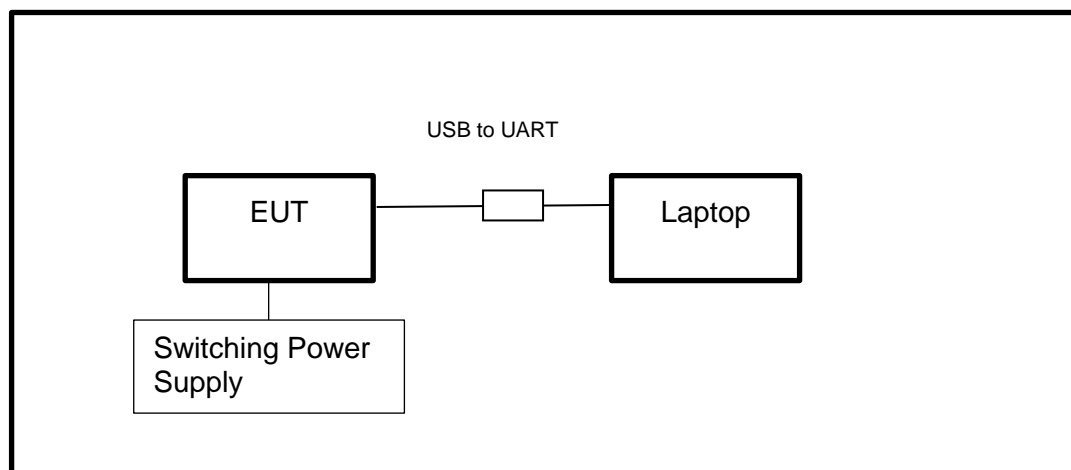 USB to UART
EUT
Laptop
Switching Power
Supply